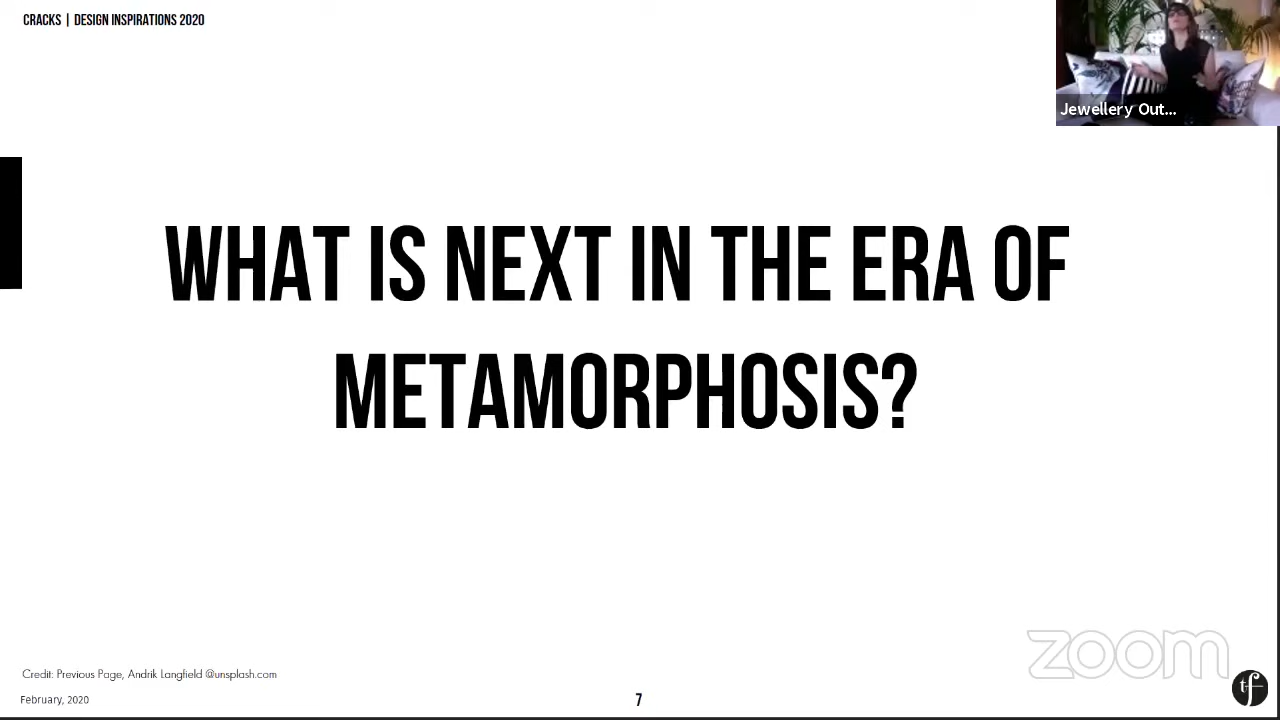 CRACKS | DESIGN INSPIRATIONS 2020
Jewellery Out...
WHAT IS NEXT IN THE ERA OF
METAMORPHOSIS?
zoom
Credit: Previous Page, Andrik Langfield @unsplash.com
February, 2020
7
tf